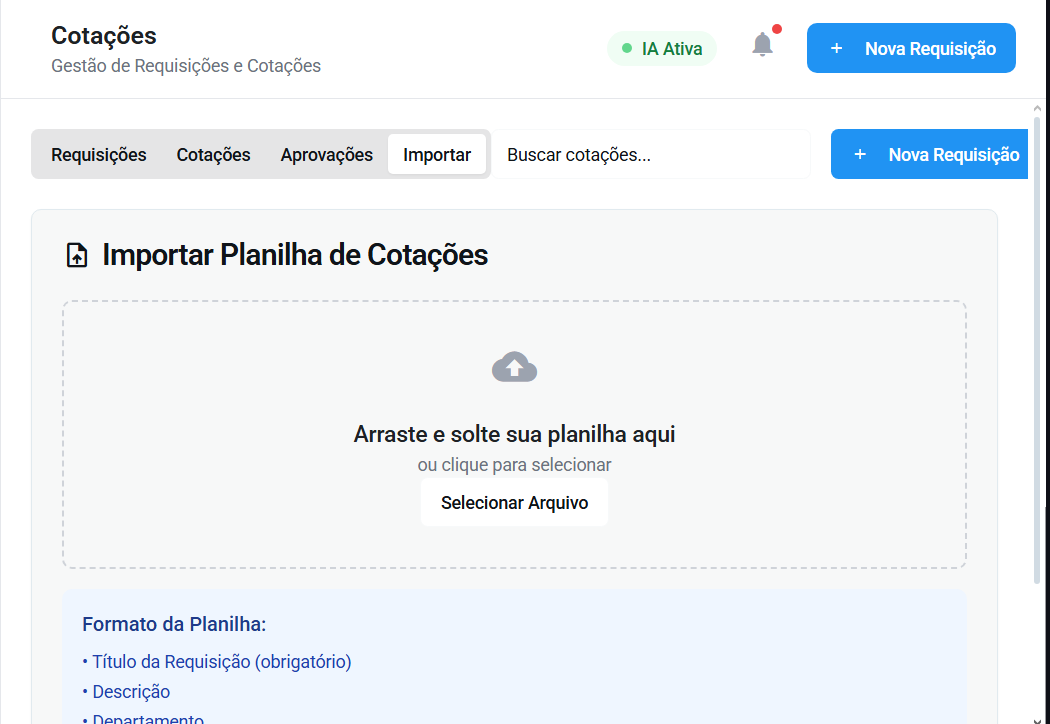 Cotações
Gestão de Requisições e Cotações
IA Ativa
+ Nova Requisição
Requisições Cotações Aprovações Importar Buscar cotações... + Nova Requisição
Importar Planilha de Cotações
Arraste e solte sua planilha aqui
ou clique para selecionar
Selecionar Arquivo
Formato da Planilha:
• Título da Requisição (obrigatório)
• Descrição
• Departamento